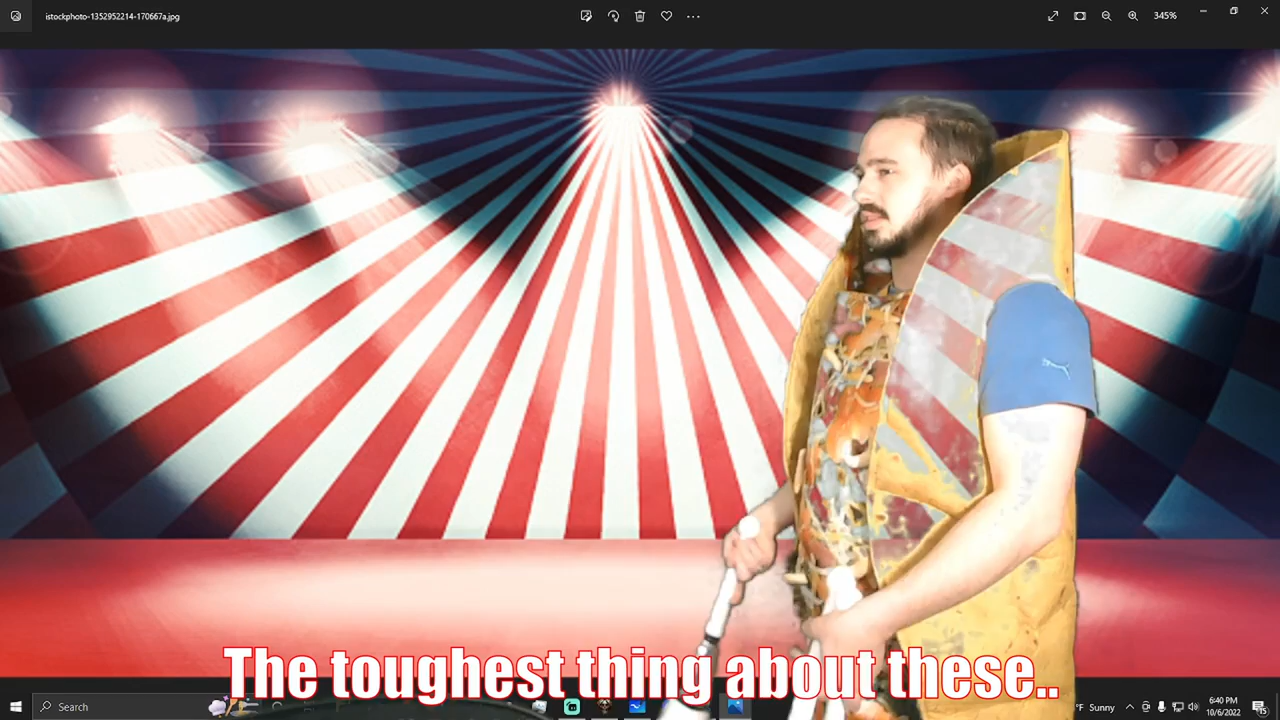 istockphoto-1352952214-170667a.jpg
345%
The toughest thing about these..
Search
°F Sunny
6:40 PM
10/6/2022